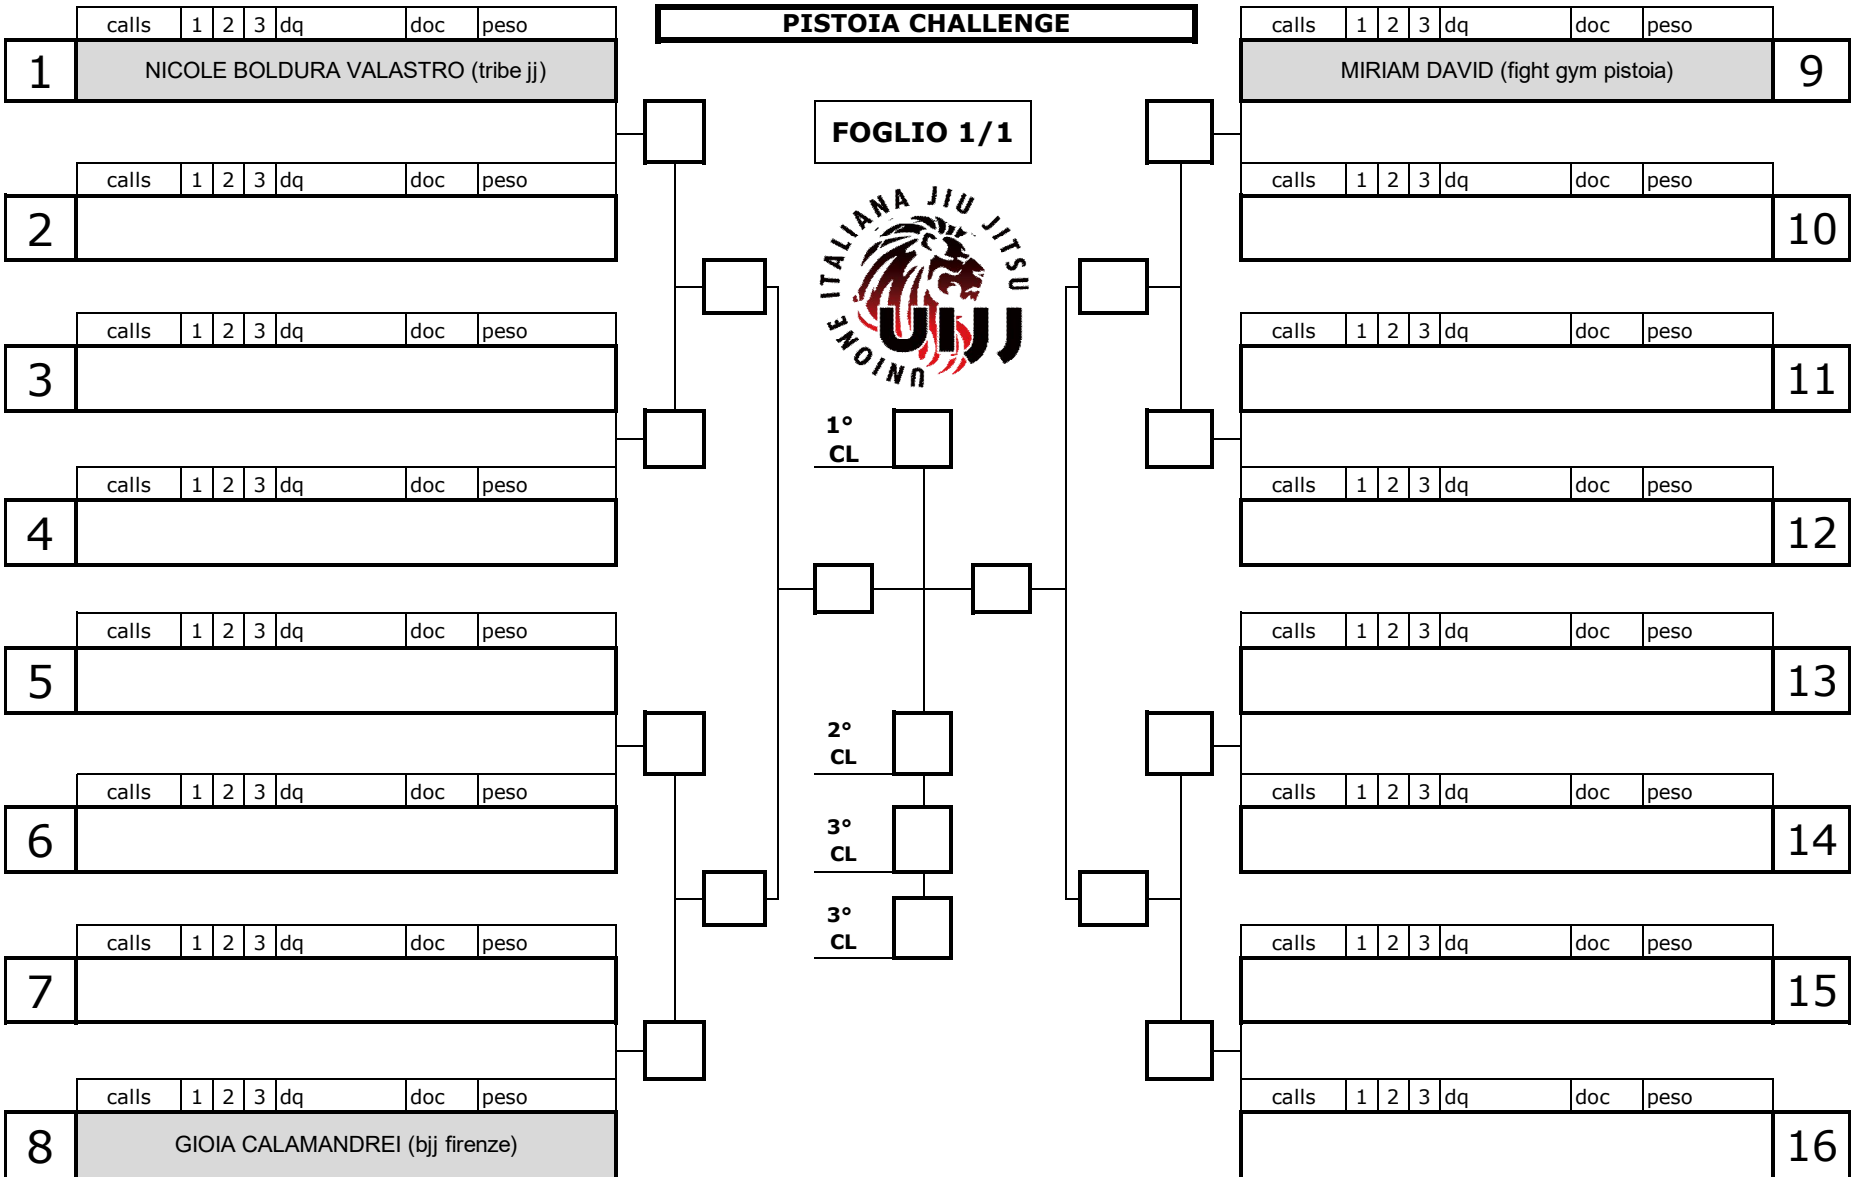 calls 1 2 3 dq doc peso
PISTOIA CHALLENGE
calls 1 2 3 dq doc peso
1 NICOLE BOLDURA VALASTRO (tribe jj)
MIRIAM DAVID (fight gym pistoia) 9
FOGLIO 1/1
calls 1 2 3 dq doc peso
calls 1 2 3 dq doc peso
2
10
UNIONE ITALIANA JIU JITSU
UIJJ
calls 1 2 3 dq doc peso
calls 1 2 3 dq doc peso
3
11
1°
CL
calls 1 2 3 dq doc peso
calls 1 2 3 dq doc peso
4
12
calls 1 2 3 dq doc peso
calls 1 2 3 dq doc peso
5
13
2°
CL
calls 1 2 3 dq doc peso
calls 1 2 3 dq doc peso
6
14
3°
CL
3°
CL
calls 1 2 3 dq doc peso
calls 1 2 3 dq doc peso
7
15
calls 1 2 3 dq doc peso
calls 1 2 3 dq doc peso
8 GIOIA CALAMANDREI (bjj firenze)
16